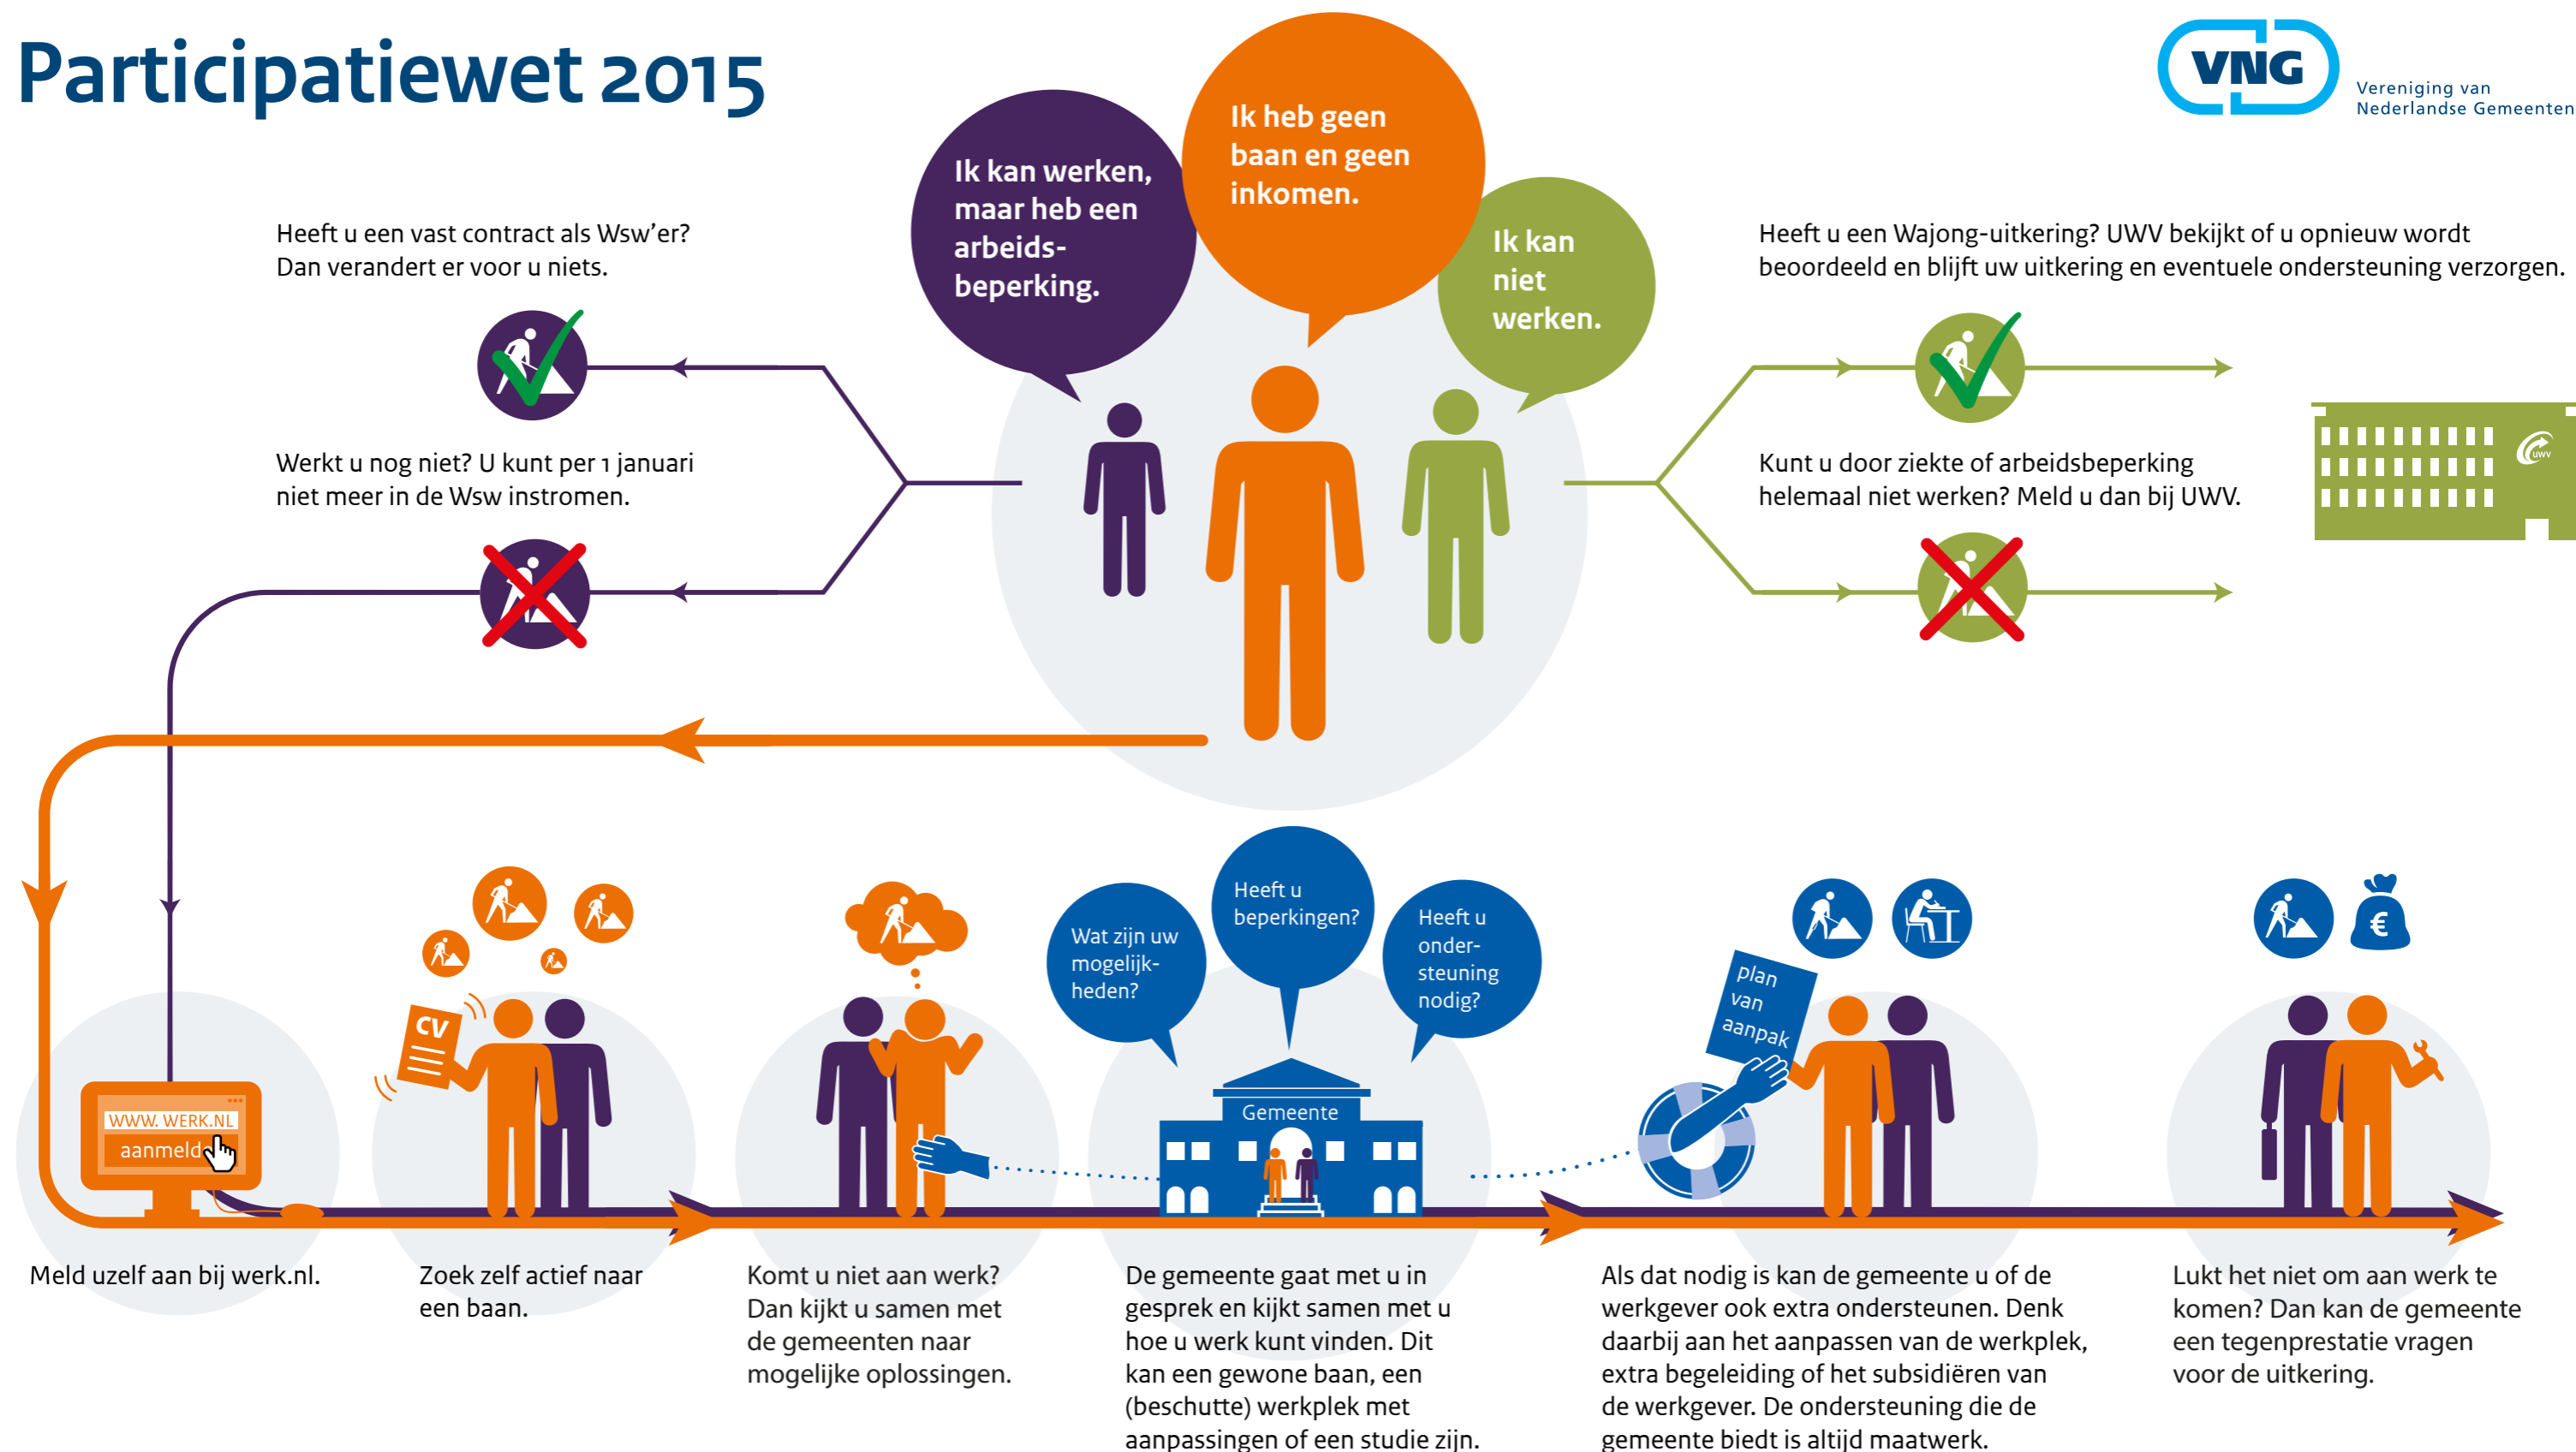 Participatiewet 2015
VNG
Vereniging van
Nederlandse Gemeenten
Ik kan werken,
maar heb een
arbeids-
beperking.
Ik heb geen
baan en geen
inkomen.
Ik kan
niet
werken.
Heeft u een vast contract als Wsw’er?
Dan verandert er voor u niets.
Werkt u nog niet? U kunt per 1 januari
niet meer in de Wsw instromen.
Heeft u een Wajong-uitkering? UWV bekijkt of u opnieuw wordt
beoordeeld en blijft uw uitkering en eventuele ondersteuning verzorgen.
Kunt u door ziekte of arbeidsbeperking
helemaal niet werken? Meld u dan bij UWV.
UWV
WWW. WERK.NL
aanmeld
CV
Wat zijn uw
mogelijk-
heden?
Heeft u
beperkingen?
Heeft u
onder-
steuning
nodig?
Gemeente
plan
van
aanpak
€
Meld uzelf aan bij werk.nl.
Zoek zelf actief naar
een baan.
Komt u niet aan werk?
Dan kijkt u samen met
de gemeenten naar
mogelijke oplossingen.
De gemeente gaat met u in
gesprek en kijkt samen met u
hoe u werk kunt vinden. Dit
kan een gewone baan, een
(beschutte) werkplek met
aanpassingen of een studie zijn.
Als dat nodig is kan de gemeente u of de
werkgever ook extra ondersteunen. Denk
daarbij aan het aanpassen van de werkplek,
extra begeleiding of het subsidiëren van
de werkgever. De ondersteuning die de
gemeente biedt is altijd maatwerk.
Lukt het niet om aan werk te
komen? Dan kan de gemeente
een tegenprestatie vragen
voor de uitkering.